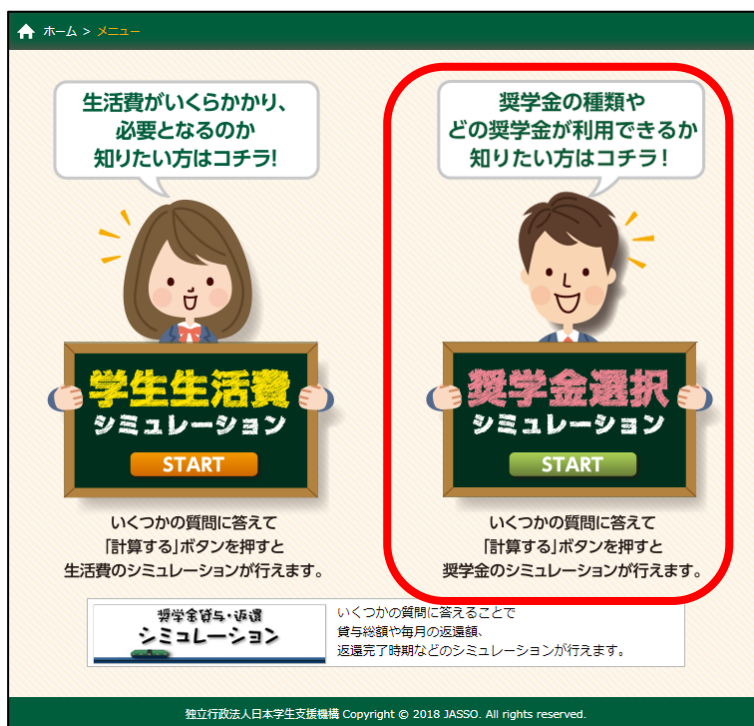 ホーム > メニュー
生活費がいくらかかり、
必要となるのか
知りたい方はコチラ!
学生生活費
シミュレーション
START
いくつかの質問に答えて
「計算する」ボタンを押すと
生活費のシミュレーションが行えます。
奨学金の種類や
どの奨学金が利用できるか
知りたい方はコチラ!
奨学金選択
シミュレーション
START
いくつかの質問に答えて
「計算する」ボタンを押すと
奨学金のシミュレーションが行えます。
奨学金貸与・返還
シミュレーション
いくつかの質問に答えることで
貸与総額や毎月の返還額、
返還完了時期などのシミュレーションが行えます。
独立行政法人日本学生支援機構 Copyright © 2018 JASSO. All rights reserved.